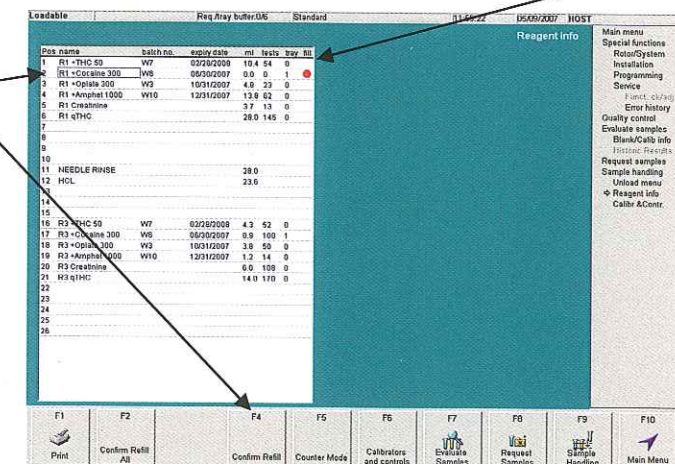 Loadable Req./tray buffer:0/6 Standard 11:55:22 05/09/2007 HOST
Reagent Info
Pos name batch no. expiry date ml tests tray fill
1 R1 +THC 50 W7 02/28/2008 10.4 54 0
2 R1 +Cocaine 300 W6 06/30/2007 0.0 0 1
3 R1 +Opiate 300 W3 10/31/2007 4.8 23 0
4 R1 +Amphet 1000 W10 12/31/2007 13.8 62 0
5 R1 Creatinine 3.7 13 0
6 R1 qTHC 28.0 145 0
7
8
9
10
11 NEEDLE RINSE 28.0
12 HCL 23.6
13
14
15
16 R3 +THC 50 W7 02/28/2008 4.3 52 0
17 R3 +Cocaine 300 W6 06/30/2007 0.9 100 1
18 R3 +Opiate 300 W3 10/31/2007 3.8 50 0
19 R3 +Amphet 1000 W10 12/31/2007 1.2 14 0
20 R3 Creatinine 6.0 108 0
21 R3 qTHC 14.0 170 0
22
23
24
25
26
Main menu
Special functions
Rotor/System
Installation
Programming
Service
Funct. ck/adj
Error history
Quality control
Evaluate samples
Blank/Calib info
Historic Results
Request samples
Sample handling
Unload menu
Reagent info
Calibr &Contr.
F1 F2 F4 F5 F6 F7 F8 F9 F10
Print
Confirm Refill
All
Confirm Refill
Counter Mode
Calibrators
and controls
Evaluate
Samples
Request
Samples
Sample
Handling
Main Menu